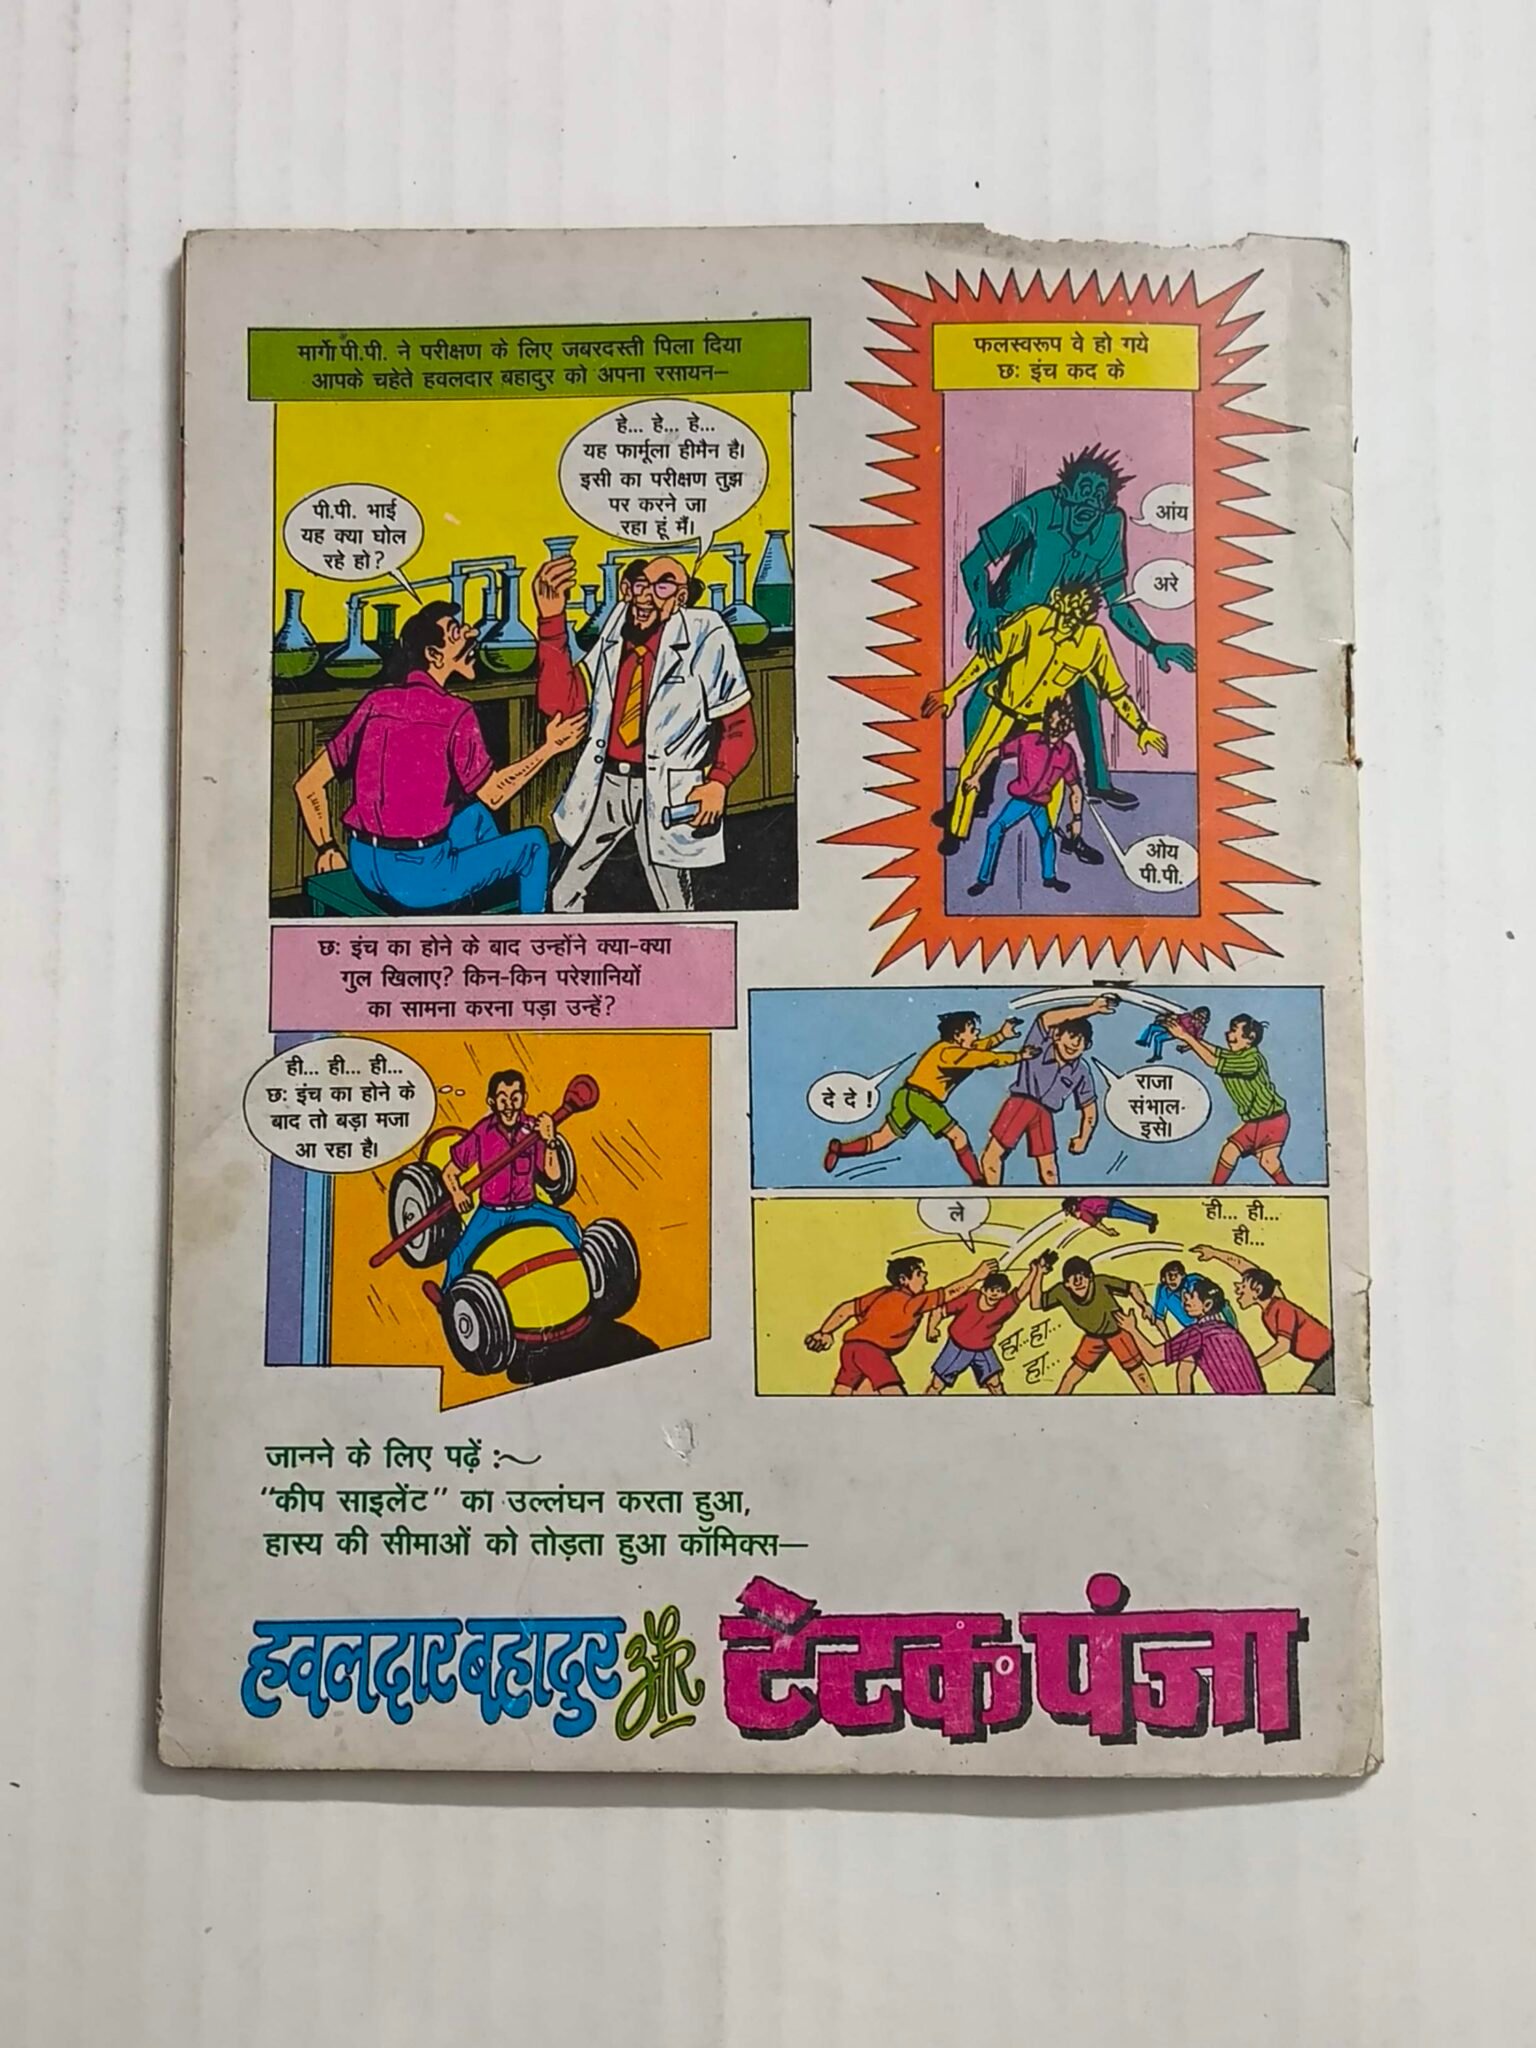 मार्गो पी.पी. ने परीक्षण के लिए जबरदस्ती पिला दिया
आपके चहेते हवलदार बहादुर को अपना रसायन—
पी.पी. भाई
यह क्या घोल
रहे हो?
हे... हे... हे...
यह फार्मूला हीमैन है।
इसी का परीक्षण तुझ
पर करने जा
रहा हूं मैं।
फलस्वरूप वे हो गये
छः इंच कद के
आंय
अरे
ओय
पी.पी.
छः इंच का होने के बाद उन्होंने क्या-क्या
गुल खिलाए? किन-किन परेशानियों
का सामना करना पड़ा उन्हें?
ही... ही... ही...
छः इंच का होने के
बाद तो बड़ा मजा
आ रहा है।
दे दे !
राजा
संभाल-
इसे।
ले
ही... ही...
ही...
हा...हा...
हा...
जानने के लिए पढ़ें :~
"कीप साइलेंट" का उल्लंघन करता हुआ,
हास्य की सीमाओं को तोड़ता हुआ कॉमिक्स—
हवलदार बहादुर और टेंटक पंजा